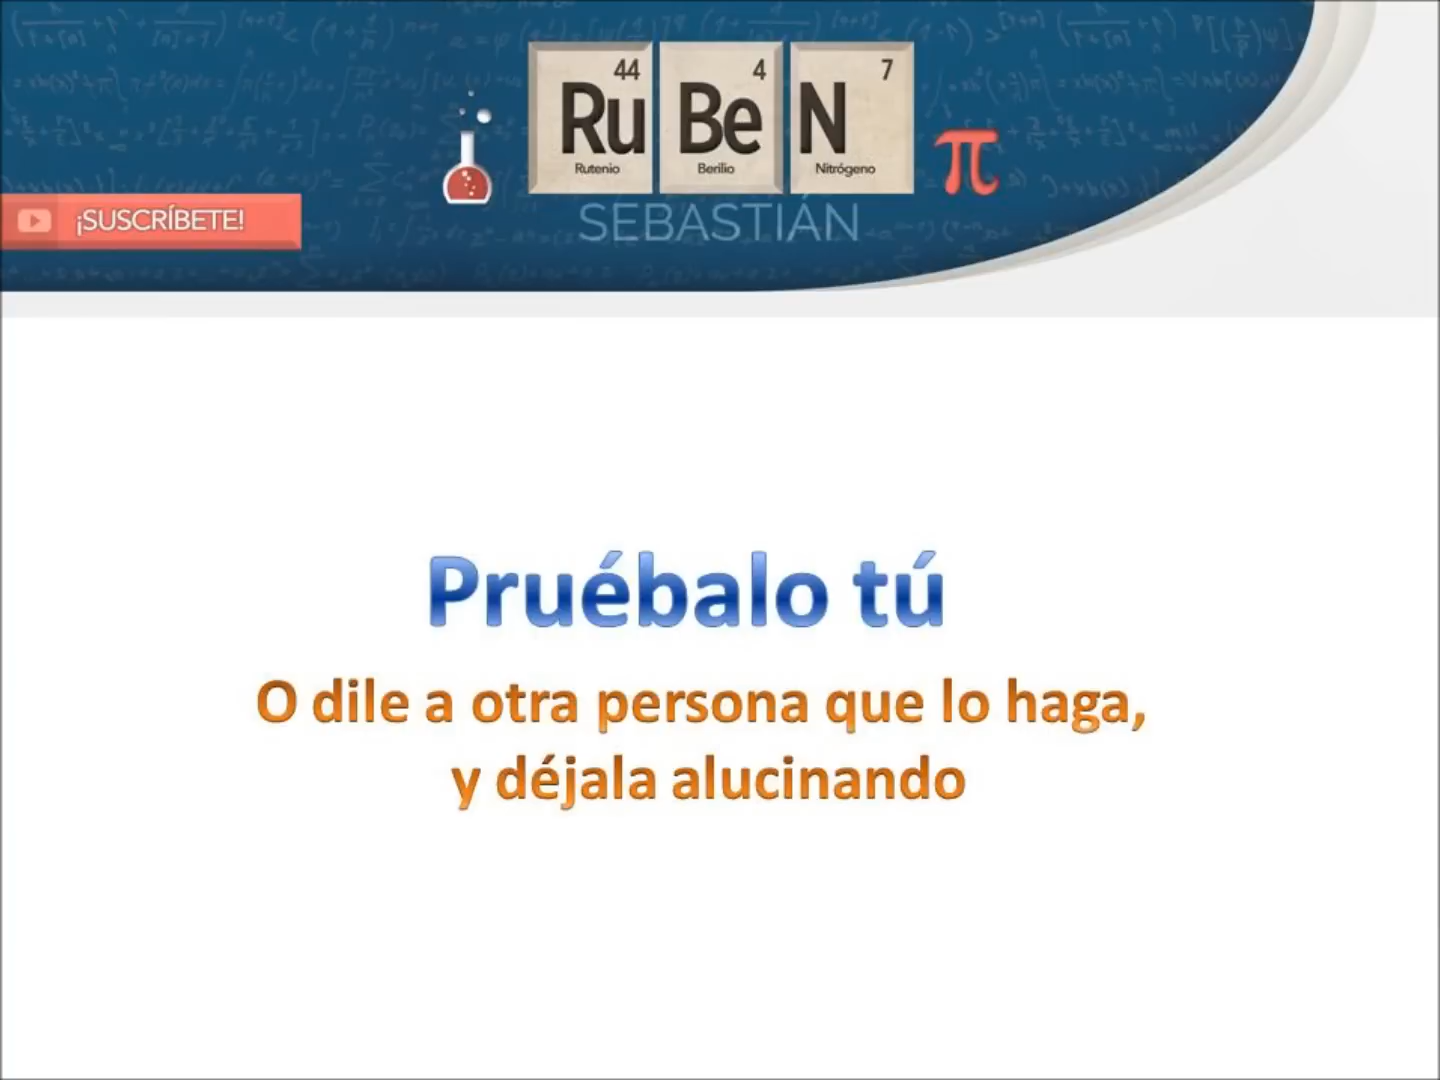 44
Ru
Rutenio
4
Be
Berilio
7
N
Nitrógeno
π
SEBASTIÁN
¡SUSCRÍBETE!
Pruébalo tú
O dile a otra persona que lo haga,
y déjala alucinando